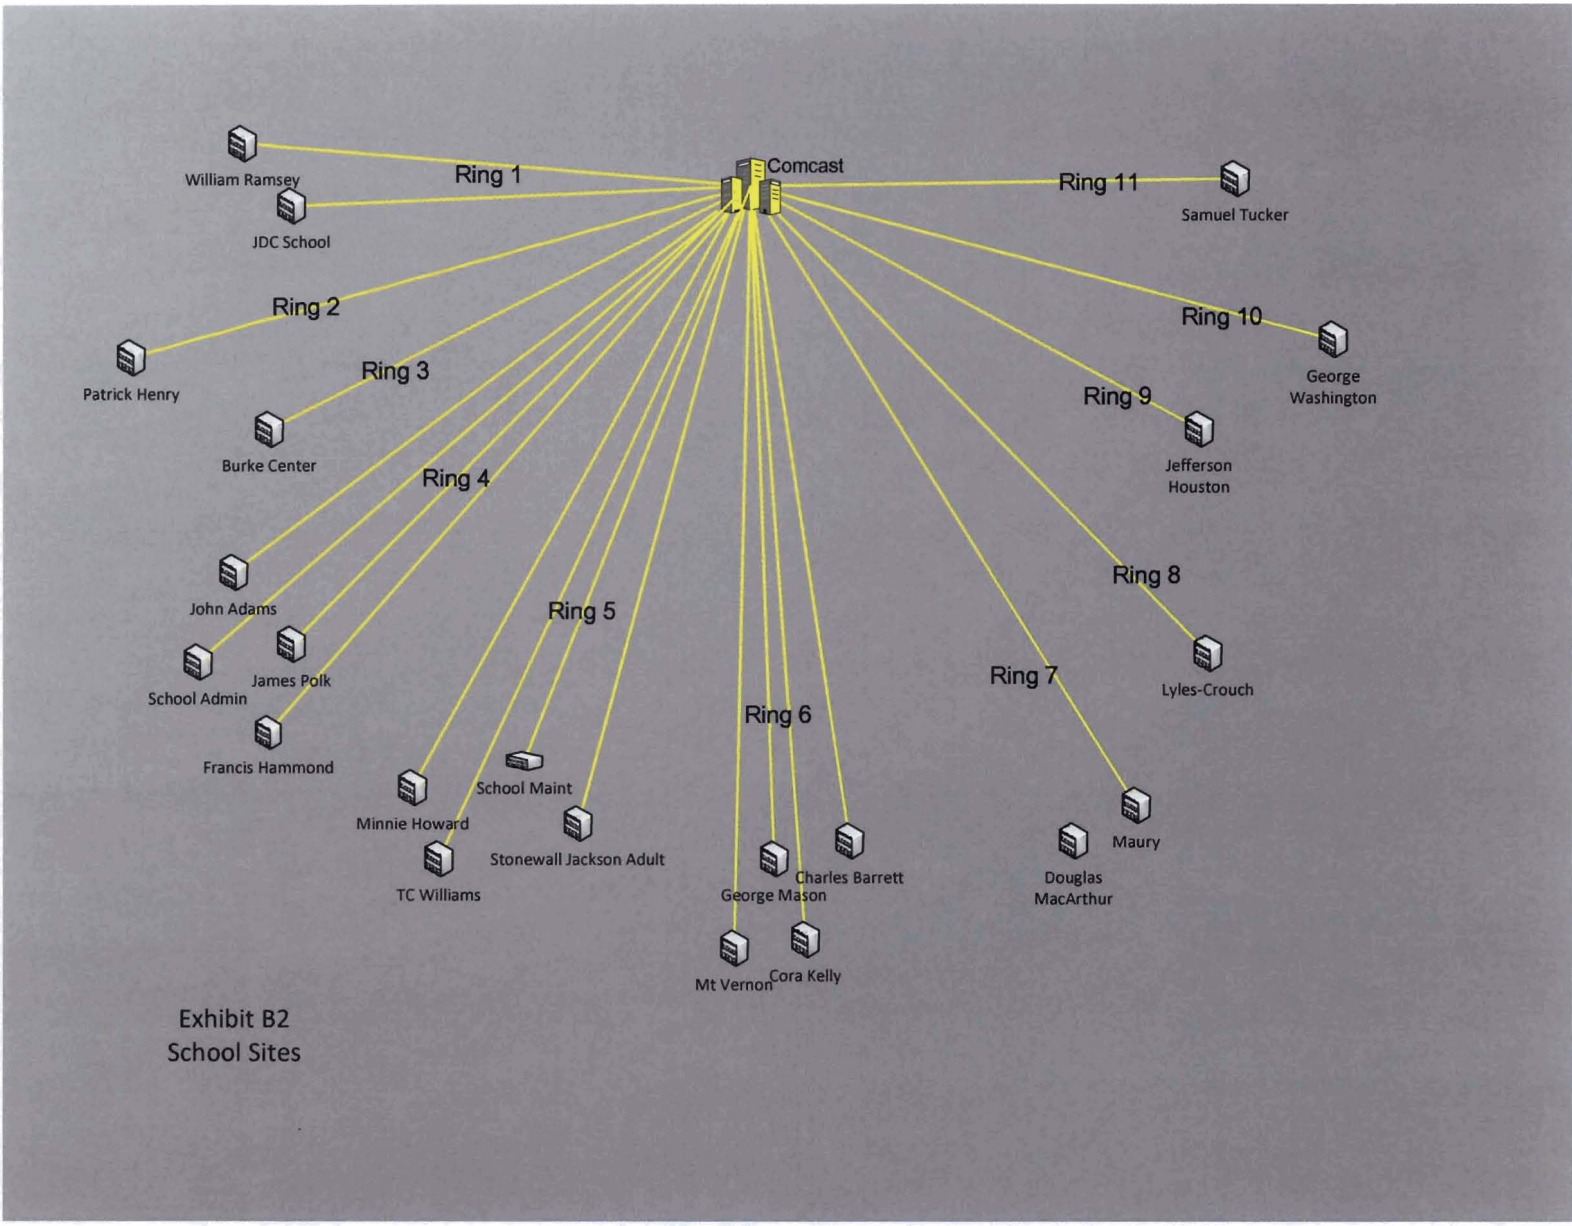 Comcast
William Ramsey
Ring 1
JDC School
Ring 11
Samuel Tucker
Ring 2
Patrick Henry
Ring 10
George
Washington
Ring 3
Burke Center
Ring 9
Jefferson
Houston
Ring 4
John Adams
School Admin
James Polk
Francis Hammond
Ring 5
Minnie Howard
School Maint
TC Williams
Stonewall Jackson Adult
Ring 6
George Mason
Charles Barrett
Mt Vernon
Cora Kelly
Ring 7
Maury
Douglas
MacArthur
Ring 8
Lyles-Crouch
Exhibit B2
School Sites